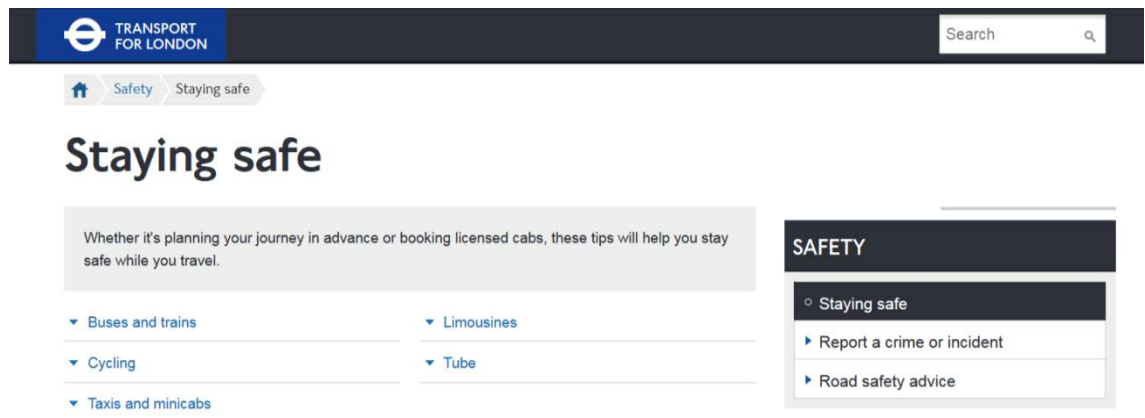 TRANSPORT
FOR LONDON
Search
Safety
Staying safe
Staying safe
Whether it's planning your journey in advance or booking licensed cabs, these tips will help you stay
safe while you travel.
Buses and trains
Limousines
Cycling
Tube
Taxis and minicabs
SAFETY
Staying safe
Report a crime or incident
Road safety advice